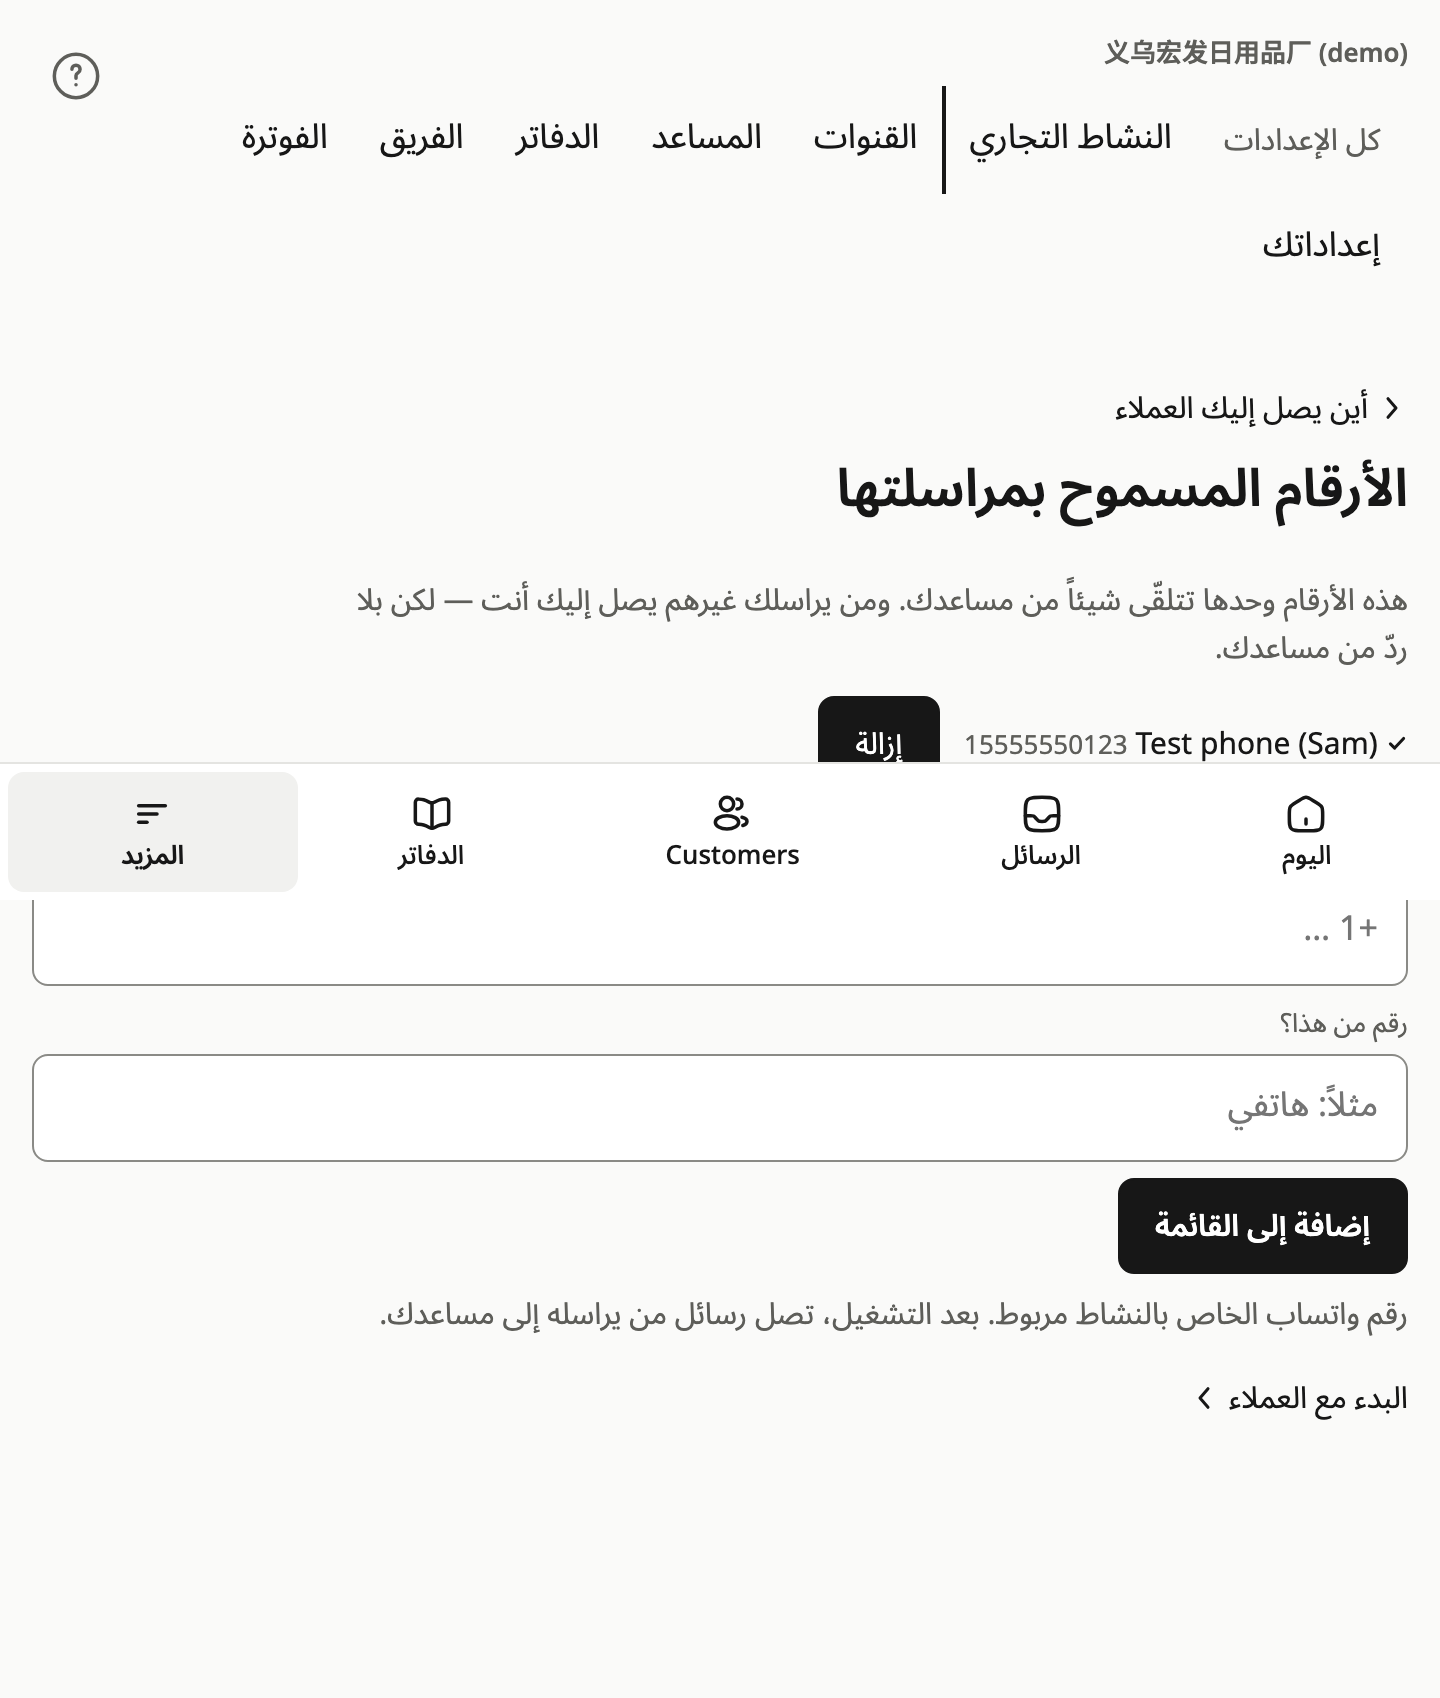 义乌宏发日用品厂 (demo)
كل الإعدادات
النشاط التجاري
القنوات
المساعد
الدفاتر
الفريق
الفوترة
إعداداتك
أين يصل إليك العملاء
الأرقام المسموح بمراسلتها
هذه الأرقام وحدها تتلقّى شيئاً من مساعدك. ومن يراسلك غيرهم يصل إليك أنت — لكن بلا
ردّ من مساعدك.
Test phone (Sam) 15555550123
إزالة
اليوم
الرسائل
Customers
الدفاتر
المزيد
+1 ...
رقم من هذا؟
مثلاً: هاتفي
إضافة إلى القائمة
رقم واتساب الخاص بالنشاط مربوط. بعد التشغيل، تصل رسائل من يراسله إلى مساعدك.
البدء مع العملاء